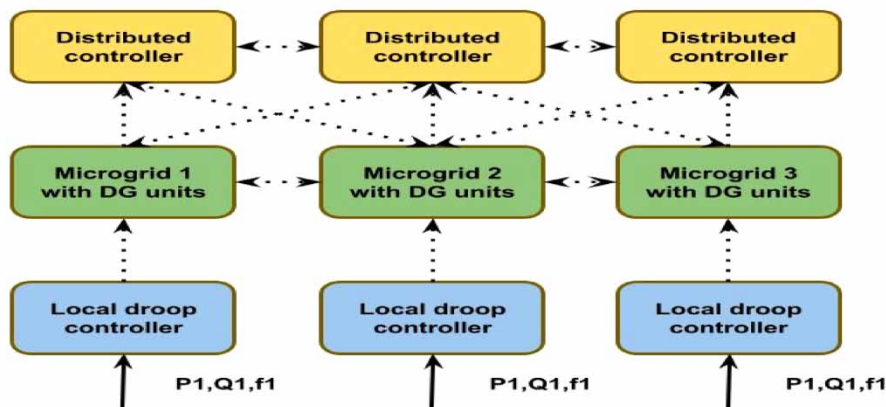 Distributed
controller
Distributed
controller
Distributed
controller
Microgrid 1
with DG units
Microgrid 2
with DG units
Microgrid 3
with DG units
Local droop
controller
Local droop
controller
Local droop
controller
P1,Q1,f1
P1,Q1,f1
P1,Q1,f1